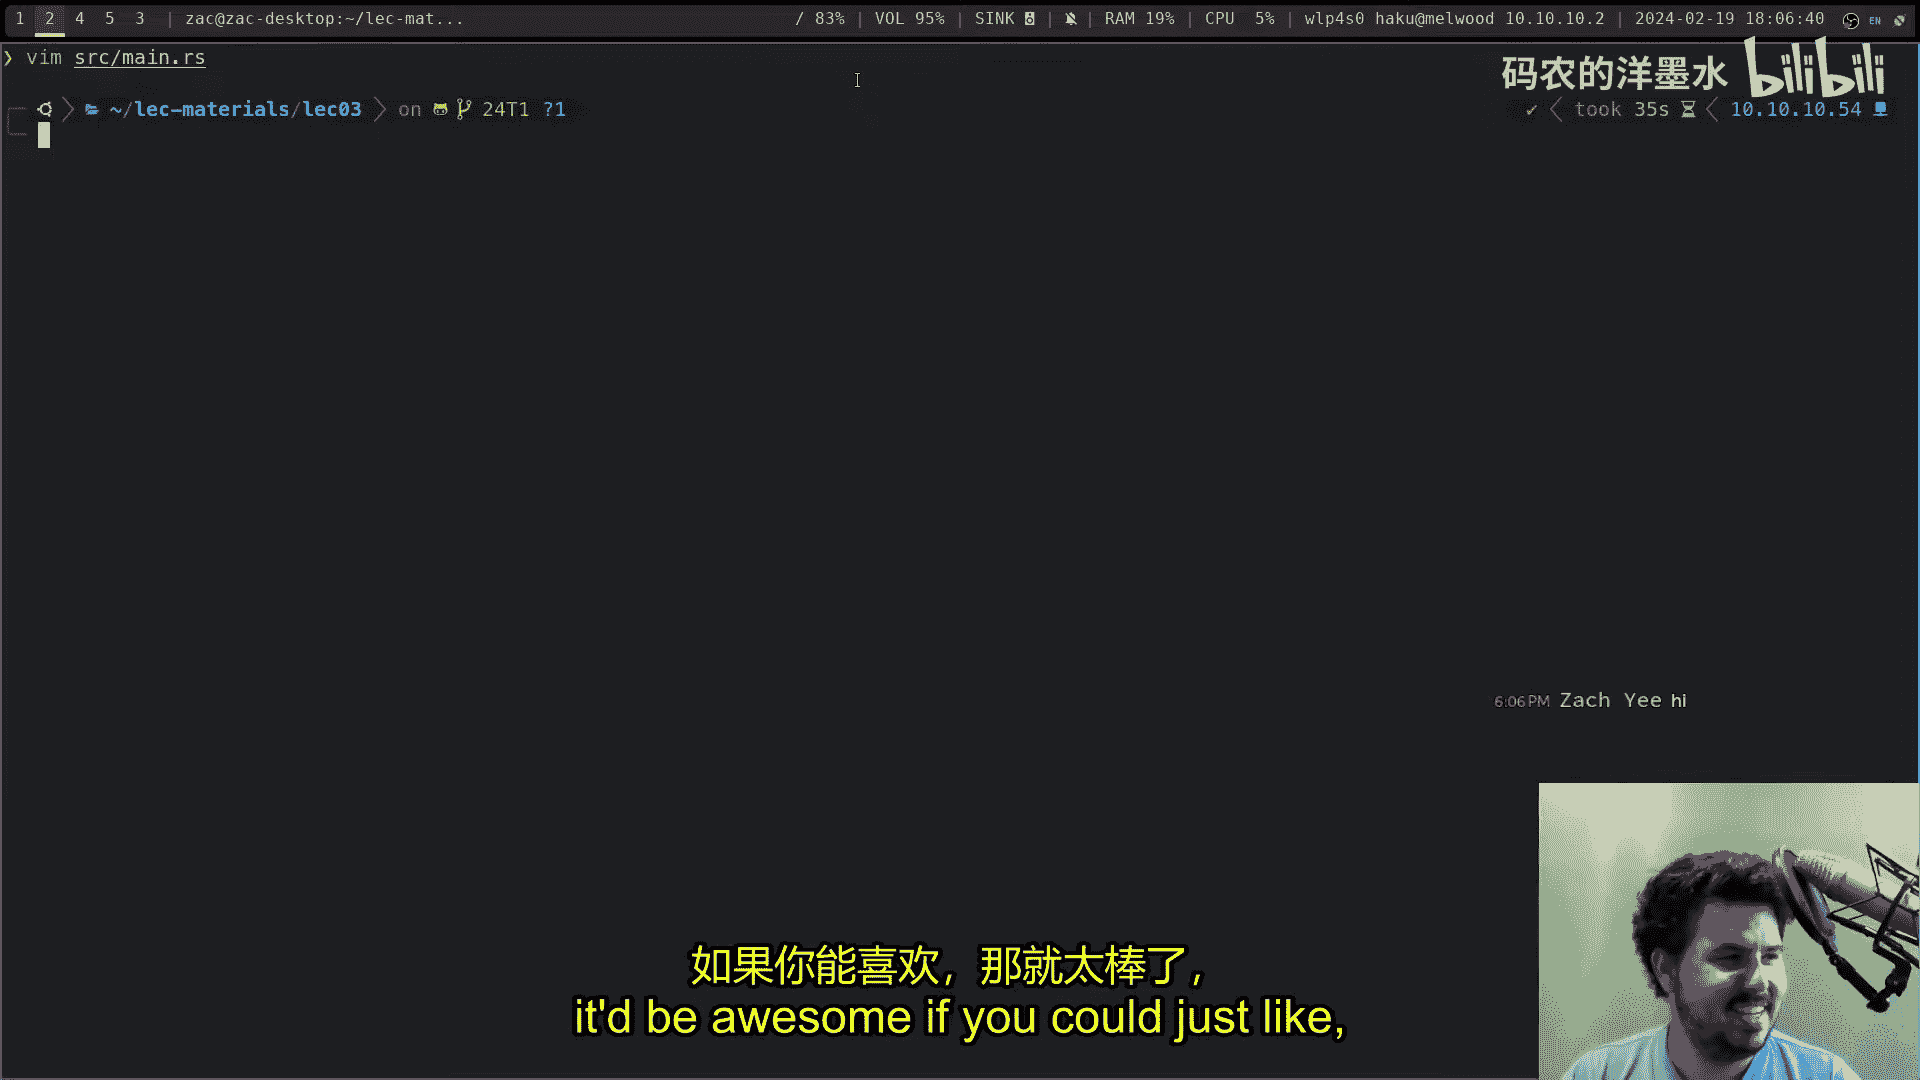 1 2 4 5 3 | zac@zac-desktop:~/lec-mat... / 83% | VOL 95% | SINK | | RAM 19% | CPU 5% | wlp4s0 haku@melwood 10.10.10.2 | 2024-02-19 18:06:40 EN
❯ vim src/main.rs
码农的洋墨水 bilibili
~/lec-materials/lec03 on 24T1 ?1 ✓ took 35s 10.10.10.54
6:06 PM Zach Yee hi
如果你能喜欢，那就太棒了，
it'd be awesome if you could just like,